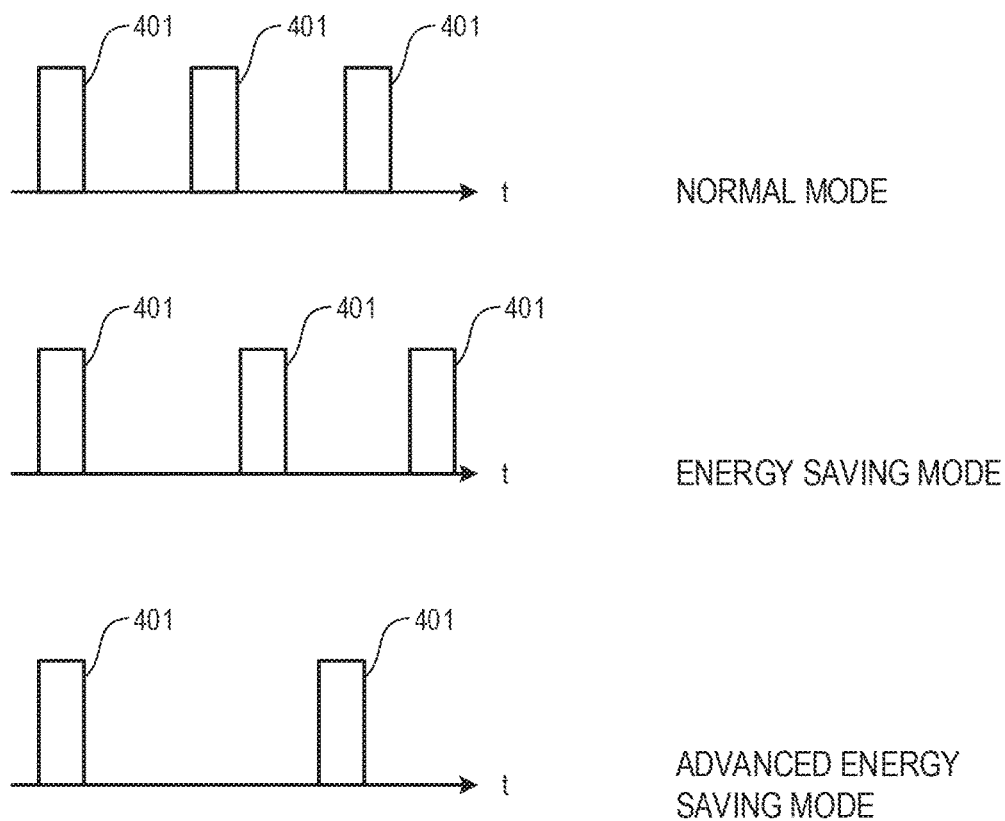 401 401 401
t
NORMAL MODE
401 401 401
t
ENERGY SAVING MODE
401 401
t
ADVANCED ENERGY
SAVING MODE